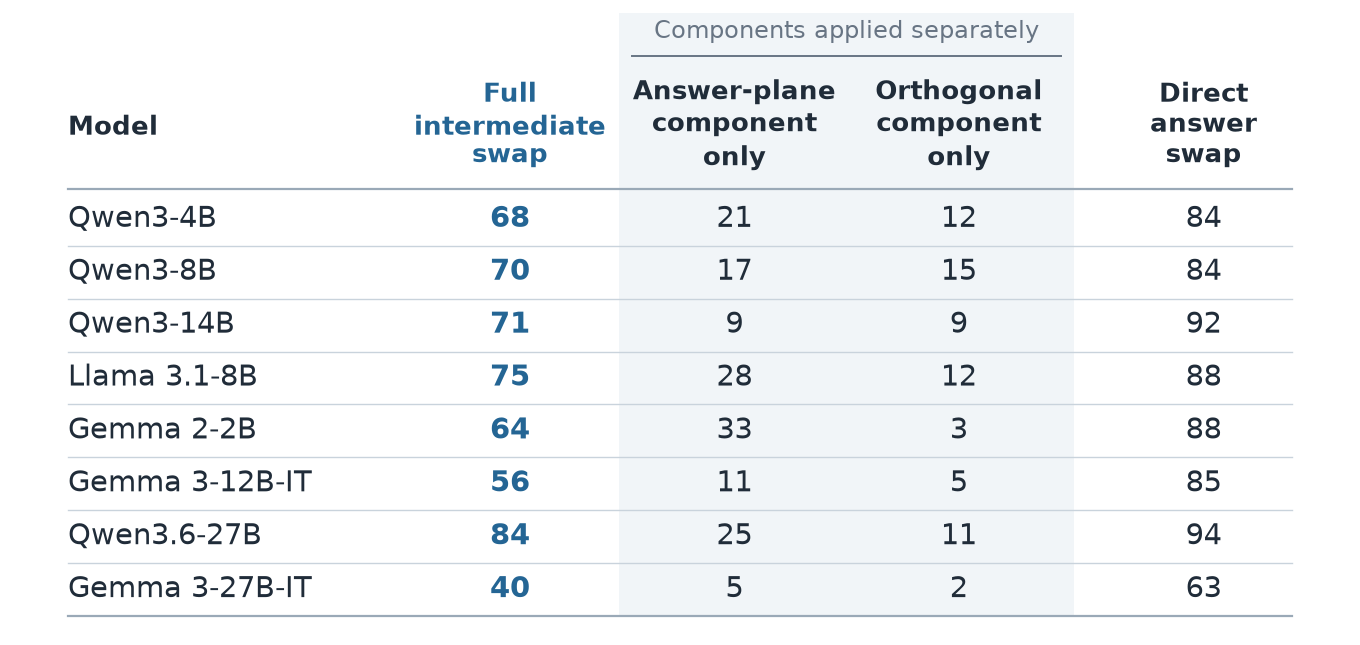 Components applied separately
Model
Full intermediate swap
Answer-plane component only
Orthogonal component only
Direct answer swap
Qwen3-4B 68 21 12 84
Qwen3-8B 70 17 15 84
Qwen3-14B 71 9 9 92
Llama 3.1-8B 75 28 12 88
Gemma 2-2B 64 33 3 88
Gemma 3-12B-IT 56 11 5 85
Qwen3.6-27B 84 25 11 94
Gemma 3-27B-IT 40 5 2 63